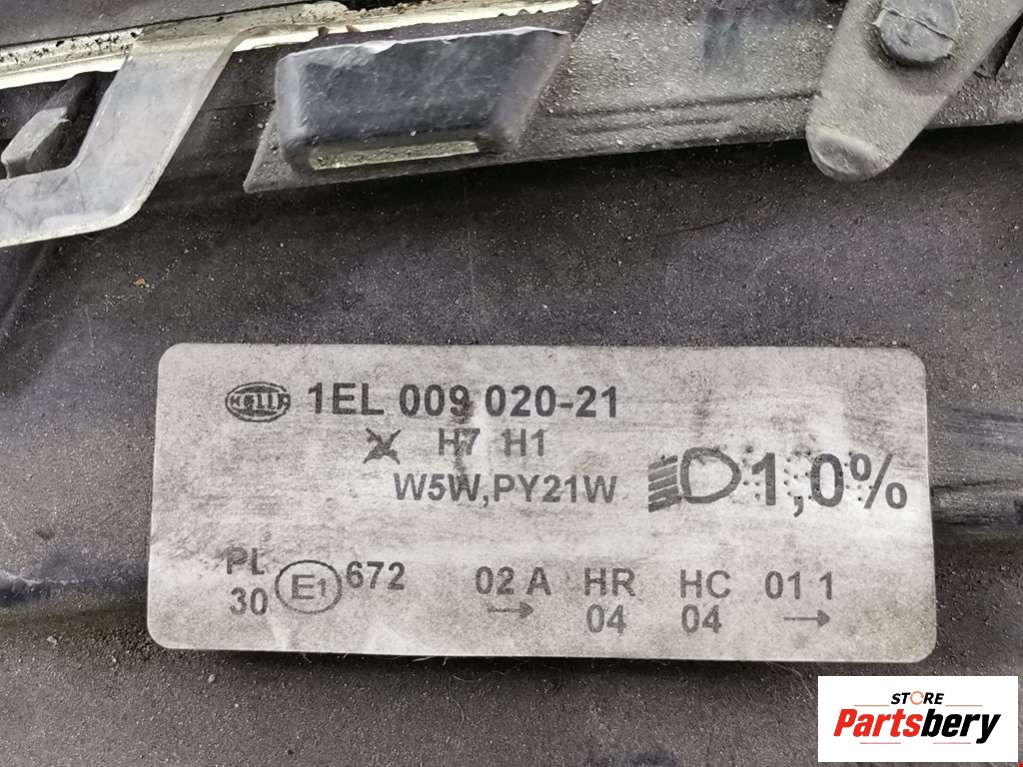 HELLA 1EL 009 020-21
H7 H1
W5W,PY21W
1,0%
PL
30
E1
672
02 A HR HC 01 1
04 04
STORE
Partsbery